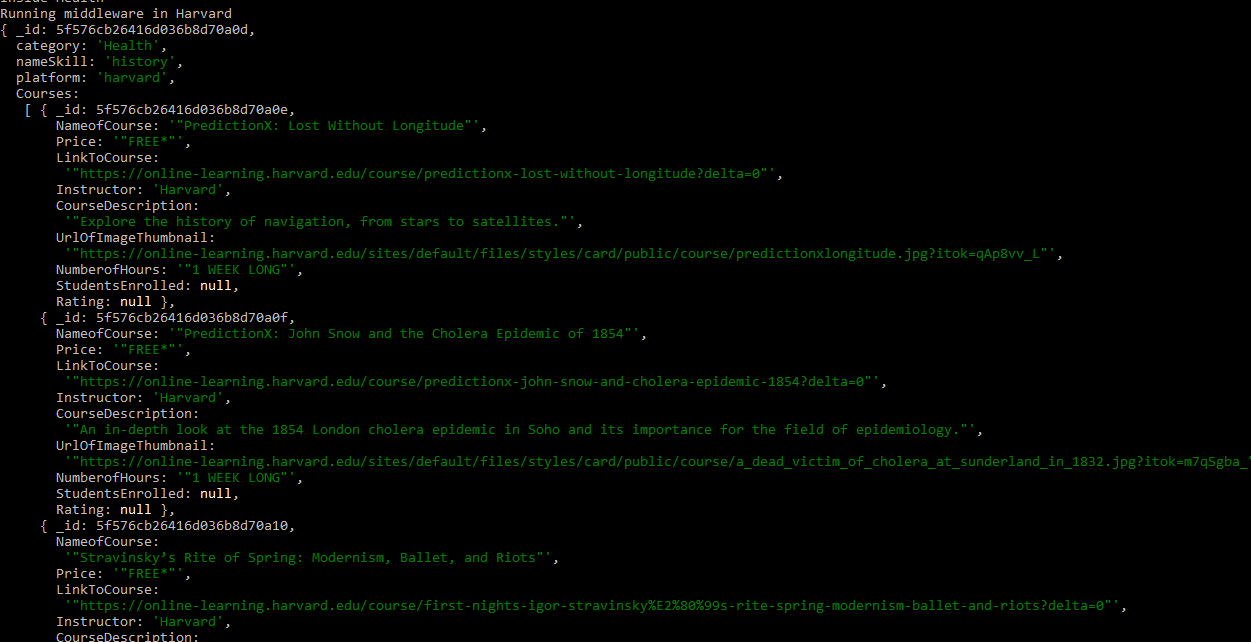 Inside Health
Running middleware in Harvard
{ _id: 5f576cb26416d036b8d70a0d,
category: 'Health',
nameSkill: 'history',
platform: 'harvard',
Courses:
[ { _id: 5f576cb26416d036b8d70a0e,
NameofCourse: '"PredictionX: Lost Without Longitude"',
Price: '"FREE*"',
LinkToCourse:
'"https://online-learning.harvard.edu/course/predictionx-lost-without-longitude?delta=0"',
Instructor: 'Harvard',
CourseDescription:
'"Explore the history of navigation, from stars to satellites."',
UrlOfImageThumbnail:
'"https://online-learning.harvard.edu/sites/default/files/styles/card/public/course/predictionxlongitude.jpg?itok=qAp8vv_L"',
NumberofHours: '"1 WEEK LONG"',
StudentsEnrolled: null,
Rating: null },
{ _id: 5f576cb26416d036b8d70a0f,
NameofCourse: '"PredictionX: John Snow and the Cholera Epidemic of 1854"',
Price: '"FREE*"',
LinkToCourse:
'"https://online-learning.harvard.edu/course/predictionx-john-snow-and-cholera-epidemic-1854?delta=0"',
Instructor: 'Harvard',
CourseDescription:
'"An in-depth look at the 1854 London cholera epidemic in Soho and its importance for the field of epidemiology."',
UrlOfImageThumbnail:
'"https://online-learning.harvard.edu/sites/default/files/styles/card/public/course/a_dead_victim_of_cholera_at_sunderland_in_1832.jpg?itok=m7qSgba_"
NumberofHours: '"1 WEEK LONG"',
StudentsEnrolled: null,
Rating: null },
{ _id: 5f576cb26416d036b8d70a10,
NameofCourse:
'"Stravinsky’s Rite of Spring: Modernism, Ballet, and Riots"',
Price: '"FREE*"',
LinkToCourse:
'"https://online-learning.harvard.edu/course/first-nights-igor-stravinsky%E2%80%99s-rite-spring-modernism-ballet-and-riots?delta=0"',
Instructor: 'Harvard',
CourseDescription: